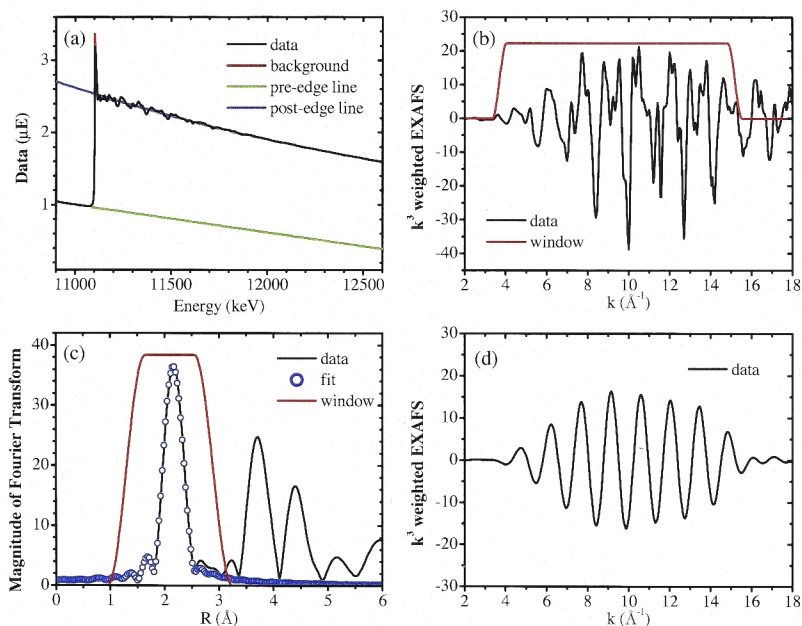 (a)
data
background
pre-edge line
post-edge line
3
2
1
Data (μE)
11000 11500 12000 12500
Energy (keV)
(b)
30
20
10
0
-10
-20
-30
-40
k³ weighted EXAFS
data
window
2 4 6 8 10 12 14 16 18
k (Å⁻¹)
(c)
data
fit
window
40
30
20
10
0
Magnitude of Fourier Transform
0 1 2 3 4 5 6
R (Å)
(d)
data
30
20
10
0
-10
-20
-30
k³ weighted EXAFS
2 4 6 8 10 12 14 16 18
k (Å⁻¹)